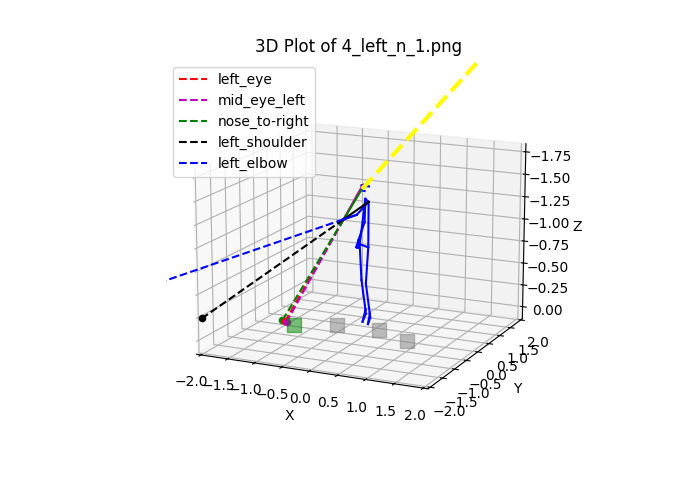 3D Plot of 4_left_n_1.png
left_eye
mid_eye_left
nose_to-right
left_shoulder
left_elbow
−1.75
−1.50
−1.25
−1.00
−0.75
−0.50
−0.25
0.00
Z
2.0
1.5
1.0
0.5
0.0
−0.5
−1.0
−1.5
−2.0
Y
−2.0
−1.5
−1.0
−0.5
0.0
0.5
1.0
1.5
2.0
X